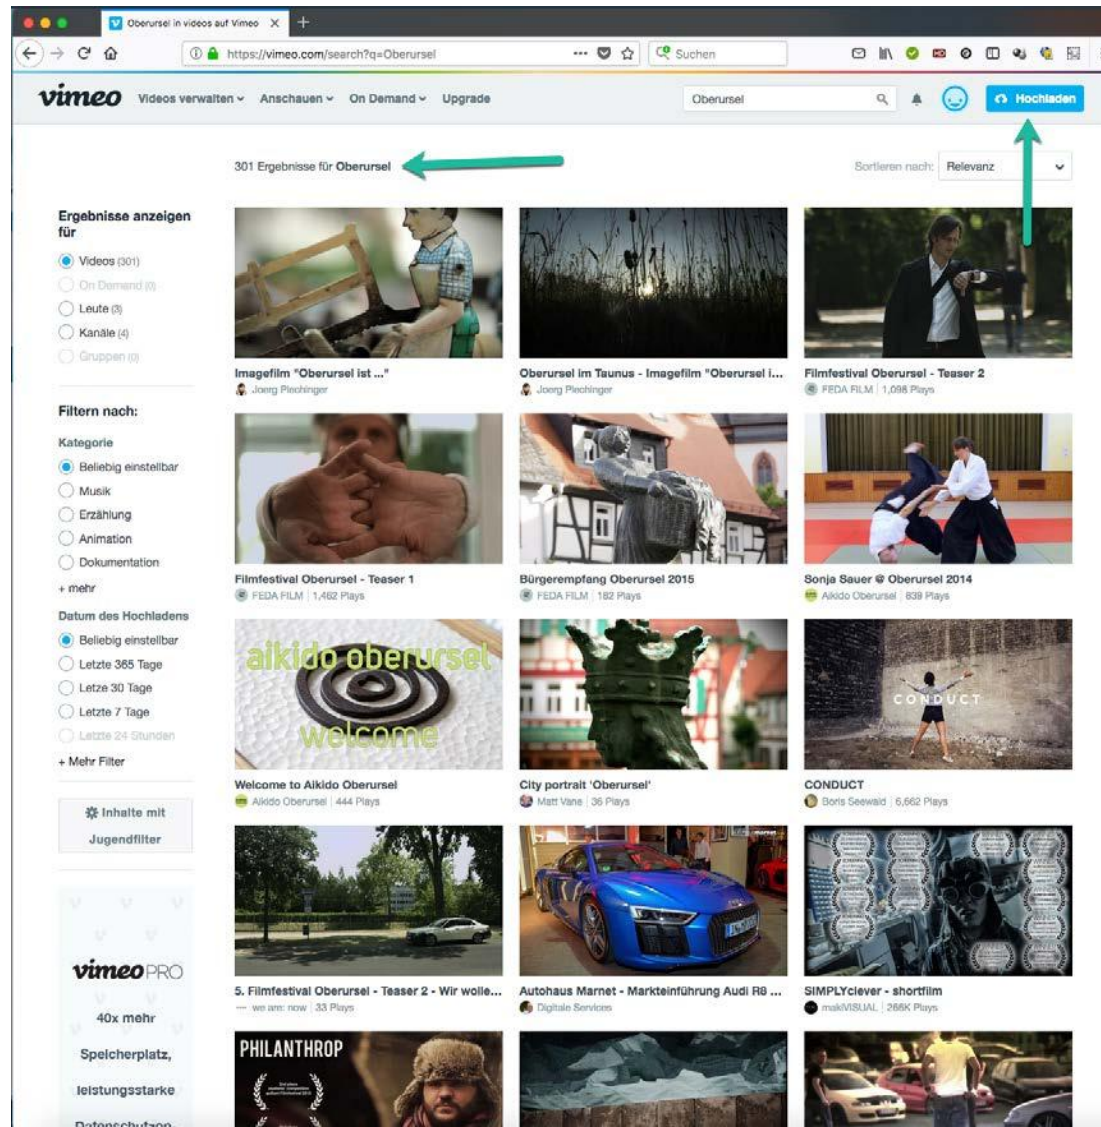 Oberursel in videos auf Vimeo
https://vimeo.com/search?q=Oberursel
Suchen
vimeo
Videos verwalten
Anschauen
On Demand
Upgrade
Oberursel
Hochladen
301 Ergebnisse für Oberursel
Sortieren nach:
Relevanz
Ergebnisse anzeigen
für
Videos (301)
On Demand (0)
Leute (3)
Kanäle (4)
Gruppen (0)
Filtern nach:
Kategorie
Beliebig einstellbar
Musik
Erzählung
Animation
Dokumentation
+ mehr
Datum des Hochladens
Beliebig einstellbar
Letzte 365 Tage
Letze 30 Tage
Letzte 7 Tage
Letzte 24 Stunden
+ Mehr Filter
Inhalte mit
Jugendfilter
vimeo PRO
40x mehr
Speicherplatz,
leistungsstarke
Imagefilm "Oberursel ist ..."
Joerg Plechinger
Oberursel im Taunus - Imagefilm "Oberursel i...
Joerg Plechinger
Filmfestival Oberursel - Teaser 2
FEDA FILM | 1,098 Plays
Filmfestival Oberursel - Teaser 1
FEDA FILM | 1,462 Plays
Bürgerempfang Oberursel 2015
FEDA FILM | 182 Plays
Sonja Sauer @ Oberursel 2014
Aikido Oberursel | 839 Plays
aikido oberursel
welcome
Welcome to Aikido Oberursel
Aikido Oberursel | 444 Plays
City portrait 'Oberursel'
Matt Vane | 36 Plays
CONDUCT
CONDUCT
Boris Seewald | 6,662 Plays
5. Filmfestival Oberursel - Teaser 2 - Wir wolle...
we are: now | 33 Plays
marnet
Autohaus Marnet - Markteinführung Audi R8 ...
Digitale Services
SIMPLYclever - shortfilm
makiVISUAL | 266K Plays
PHILANTHROP